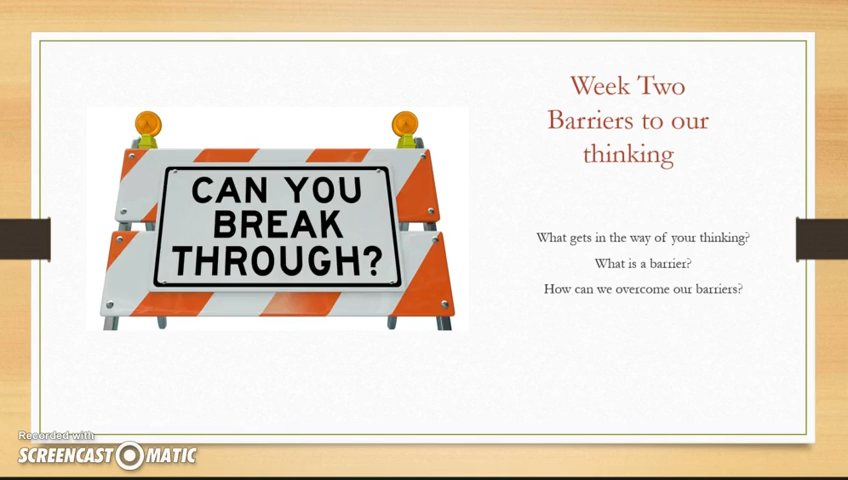 CAN YOU
BREAK
THROUGH?
Week Two
Barriers to our
thinking
What gets in the way of your thinking?
What is a barrier?
How can we overcome our barriers?
Recorded with
SCREENCAST MATIC